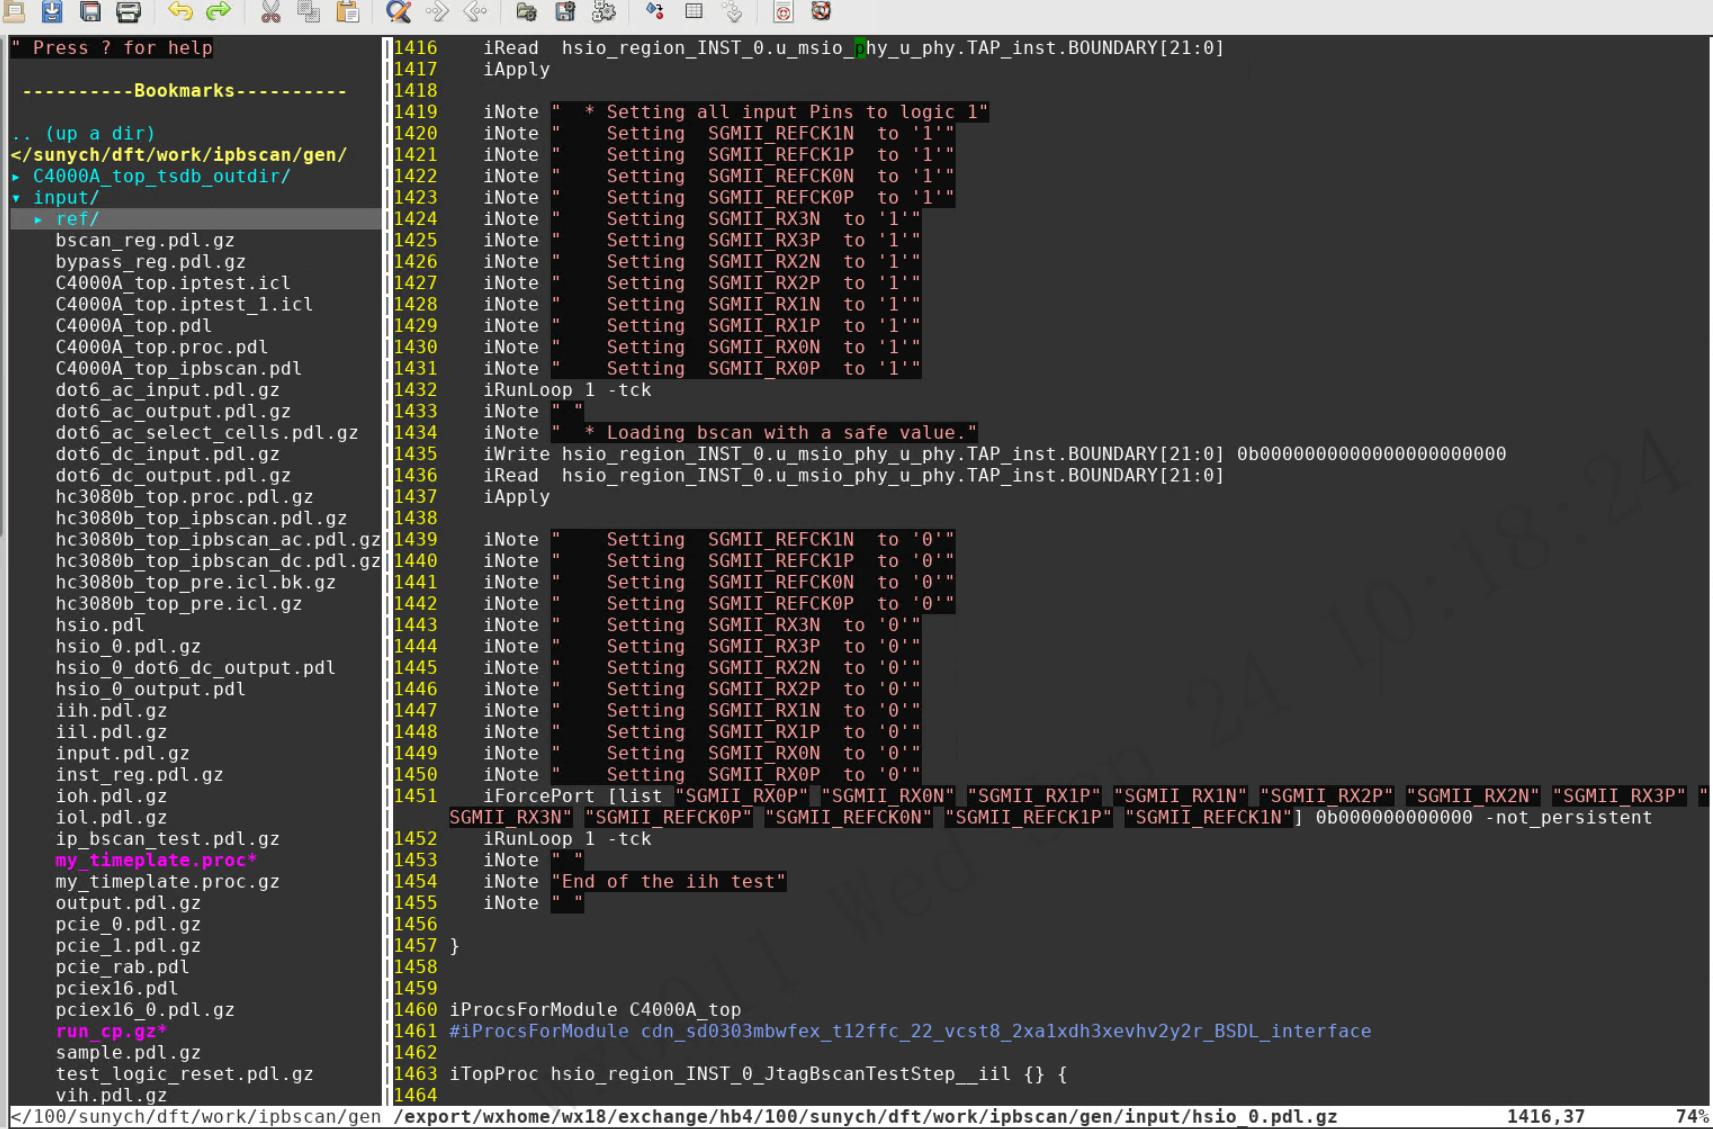 " Press ? for help
----------Bookmarks----------
.. (up a dir)
</sunych/dft/work/ipbscan/gen/
▸ C4000A_top_tsdb_outdir/
▾ input/
▸ ref/
bscan_reg.pdl.gz
bypass_reg.pdl.gz
C4000A_top.iptest.icl
C4000A_top.iptest_1.icl
C4000A_top.pdl
C4000A_top.proc.pdl
C4000A_top_ipbscan.pdl
dot6_ac_input.pdl.gz
dot6_ac_output.pdl.gz
dot6_ac_select_cells.pdl.gz
dot6_dc_input.pdl.gz
dot6_dc_output.pdl.gz
hc3080b_top.proc.pdl.gz
hc3080b_top_ipbscan.pdl.gz
hc3080b_top_ipbscan_ac.pdl.gz
hc3080b_top_ipbscan_dc.pdl.gz
hc3080b_top_pre.icl.bk.gz
hc3080b_top_pre.icl.gz
hsio.pdl
hsio_0.pdl.gz
hsio_0_dot6_dc_output.pdl
hsio_0_output.pdl
iih.pdl.gz
iil.pdl.gz
input.pdl.gz
inst_reg.pdl.gz
ioh.pdl.gz
iol.pdl.gz
ip_bscan_test.pdl.gz
my_timeplate.proc*
my_timeplate.proc.gz
output.pdl.gz
pcie_0.pdl.gz
pcie_1.pdl.gz
pcie_rab.pdl
pciex16.pdl
pciex16_0.pdl.gz
run_cp.gz*
sample.pdl.gz
test_logic_reset.pdl.gz
vih.pdl.gz
</100/sunych/dft/work/ipbscan/gen
1416 iRead hsio_region_INST_0.u_msio_phy_u_phy.TAP_inst.BOUNDARY[21:0]
1417 iApply
1418
1419 iNote " * Setting all input Pins to logic 1"
1420 iNote " Setting SGMII_REFCK1N to '1'"
1421 iNote " Setting SGMII_REFCK1P to '1'"
1422 iNote " Setting SGMII_REFCK0N to '1'"
1423 iNote " Setting SGMII_REFCK0P to '1'"
1424 iNote " Setting SGMII_RX3N to '1'"
1425 iNote " Setting SGMII_RX3P to '1'"
1426 iNote " Setting SGMII_RX2N to '1'"
1427 iNote " Setting SGMII_RX2P to '1'"
1428 iNote " Setting SGMII_RX1N to '1'"
1429 iNote " Setting SGMII_RX1P to '1'"
1430 iNote " Setting SGMII_RX0N to '1'"
1431 iNote " Setting SGMII_RX0P to '1'"
1432 iRunLoop 1 -tck
1433 iNote " "
1434 iNote " * Loading bscan with a safe value."
1435 iWrite hsio_region_INST_0.u_msio_phy_u_phy.TAP_inst.BOUNDARY[21:0] 0b0000000000000000000000
1436 iRead hsio_region_INST_0.u_msio_phy_u_phy.TAP_inst.BOUNDARY[21:0]
1437 iApply
1438
1439 iNote " Setting SGMII_REFCK1N to '0'"
1440 iNote " Setting SGMII_REFCK1P to '0'"
1441 iNote " Setting SGMII_REFCK0N to '0'"
1442 iNote " Setting SGMII_REFCK0P to '0'"
1443 iNote " Setting SGMII_RX3N to '0'"
1444 iNote " Setting SGMII_RX3P to '0'"
1445 iNote " Setting SGMII_RX2N to '0'"
1446 iNote " Setting SGMII_RX2P to '0'"
1447 iNote " Setting SGMII_RX1N to '0'"
1448 iNote " Setting SGMII_RX1P to '0'"
1449 iNote " Setting SGMII_RX0N to '0'"
1450 iNote " Setting SGMII_RX0P to '0'"
1451 iForcePort [list "SGMII_RX0P" "SGMII_RX0N" "SGMII_RX1P" "SGMII_RX1N" "SGMII_RX2P" "SGMII_RX2N" "SGMII_RX3P" "
SGMII_RX3N" "SGMII_REFCK0P" "SGMII_REFCK0N" "SGMII_REFCK1P" "SGMII_REFCK1N"] 0b000000000000 -not_persistent
1452 iRunLoop 1 -tck
1453 iNote " "
1454 iNote "End of the iih test"
1455 iNote " "
1456
1457 }
1458
1459
1460 iProcsForModule C4000A_top
1461 #iProcsForModule cdn_sd0303mbwfex_t12ffc_22_vcst8_2xa1xdh3xevhv2y2r_BSDL_interface
1462
1463 iTopProc hsio_region_INST_0_JtagBscanTestStep__iil {} {
1464
/export/wxhome/wx18/exchange/hb4/100/sunych/dft/work/ipbscan/gen/input/hsio_0.pdl.gz 1416,37 74%
Wed Sep 24 10:18:24